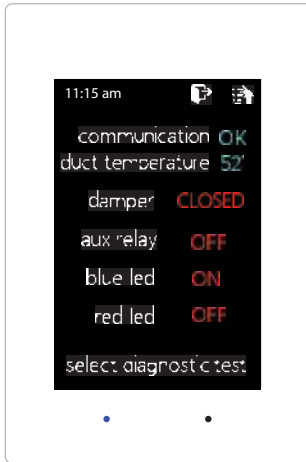 11:15 am
communication OK
duct temperature 52°
damper CLOSED
aux relay OFF
blue led ON
red led OFF
select diagnostic test